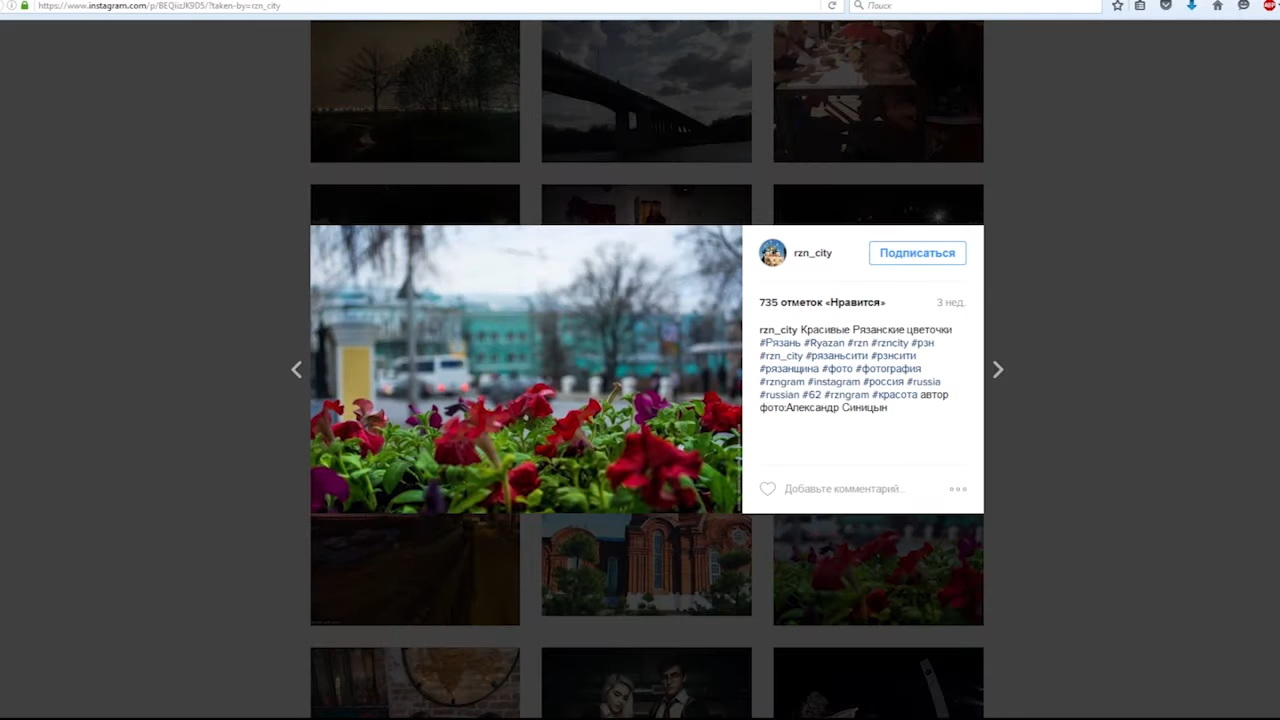 https://www.instagram.com/p/BEQiizJK9D5/?taken-by=rzn_city
Поиск
ABP
rzn_city
Подписаться
735 отметок «Нравится» 3 нед.
rzn_city Красивые Рязанские цветочки
#Рязань #Ryazan #rzn #rzncity #рзн
#rzn_city #рязаньсити #рзнсити
#рязанщина #фото #фотография
#rzngram #instagram #россия #russia
#russian #62 #rzngram #красота автор
фото:Александр Синицын
Добавьте комментарий...